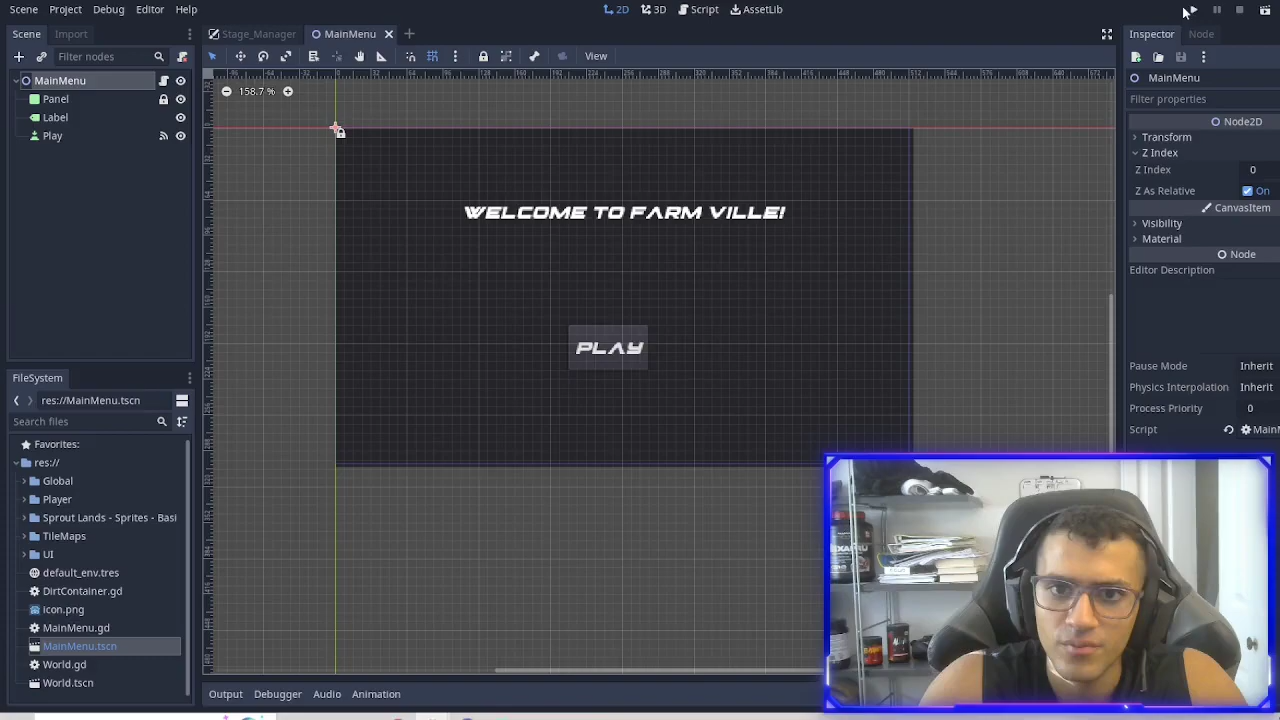 Scene Project Debug Editor Help 2D 3D Script AssetLib
Scene Import Stage_Manager MainMenu Inspector Node
Filter nodes View
MainMenu MainMenu
158.7 %
Panel Filter properties
Label Node2D
Play Transform
Z Index
Z Index 0
Z As Relative On
CanvasItem
WELCOME TO FARM VILLE!
Visibility
Material
Node
Editor Description
PLAY
Pause Mode Inherit
FileSystem
Physics Interpolation Inherit
res://MainMenu.tscn
Process Priority 0
Search files
Script MainM
Favorites:
res://
Global
Player
Sprout Lands - Sprites - Basi
TileMaps
UI
default_env.tres
DirtContainer.gd
icon.png
MainMenu.gd
MainMenu.tscn
World.gd
World.tscn
Output Debugger Audio Animation